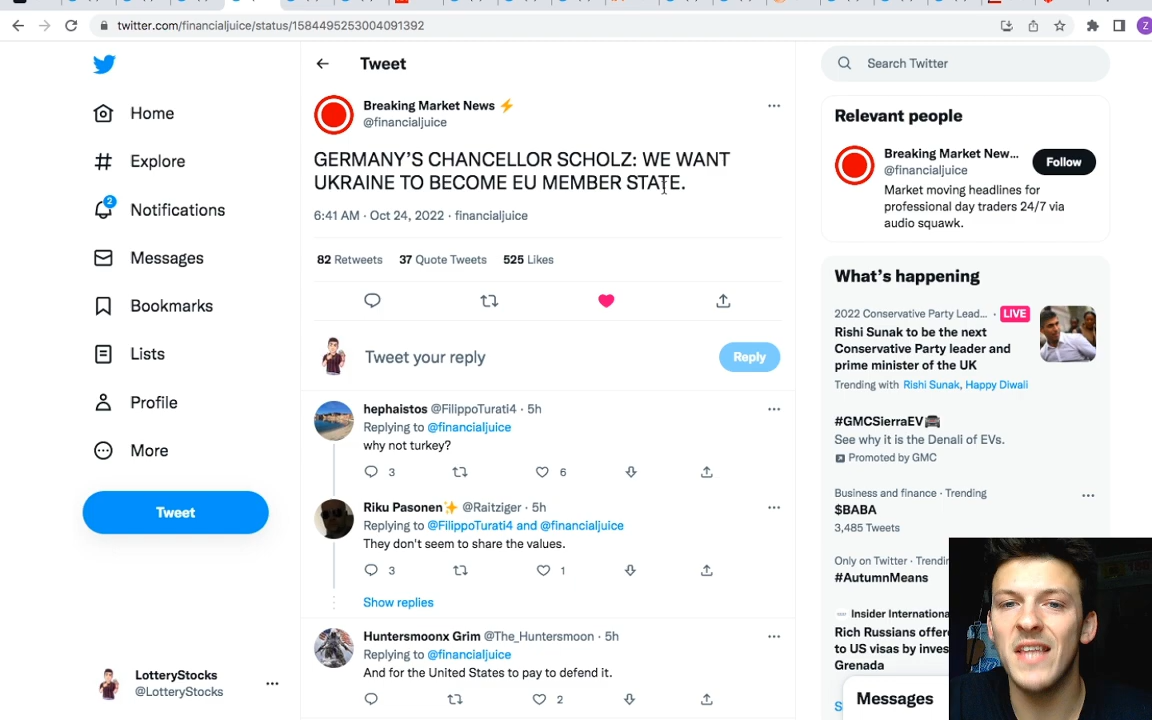 twitter.com/financialjuice/status/1584495253004091392
Z
Home
Explore
2
Notifications
Messages
Bookmarks
Lists
Profile
More
Tweet
LotteryStocks
@LotteryStocks
Tweet
Breaking Market News ⚡
@financialjuice
GERMANY'S CHANCELLOR SCHOLZ: WE WANT
UKRAINE TO BECOME EU MEMBER STATE.
6:41 AM · Oct 24, 2022 · financialjuice
82 Retweets 37 Quote Tweets 525 Likes
Tweet your reply
Reply
hephaistos @FilippoTurati4 · 5h
Replying to @financialjuice
why not turkey?
3 6
Riku Pasonen✨ @Raitziger · 5h
Replying to @FilippoTurati4 and @financialjuice
They don't seem to share the values.
3 1
Show replies
Huntersmoonx Grim @The_Huntersmoon · 5h
Replying to @financialjuice
And for the United States to pay to defend it.
2
Search Twitter
Relevant people
Breaking Market New...
@financialjuice
Follow
Market moving headlines for
professional day traders 24/7 via
audio squawk.
What's happening
2022 Conservative Party Lead... · LIVE
Rishi Sunak to be the next
Conservative Party leader and
prime minister of the UK
Trending with Rishi Sunak, Happy Diwali
#GMCSierraEV
See why it is the Denali of EVs.
Promoted by GMC
Business and finance · Trending
$BABA
3,485 Tweets
Only on Twitter · Trendin
#AutumnMeans
Insider Internationa
Rich Russians offer
to US visas by inves
Grenada
Messages